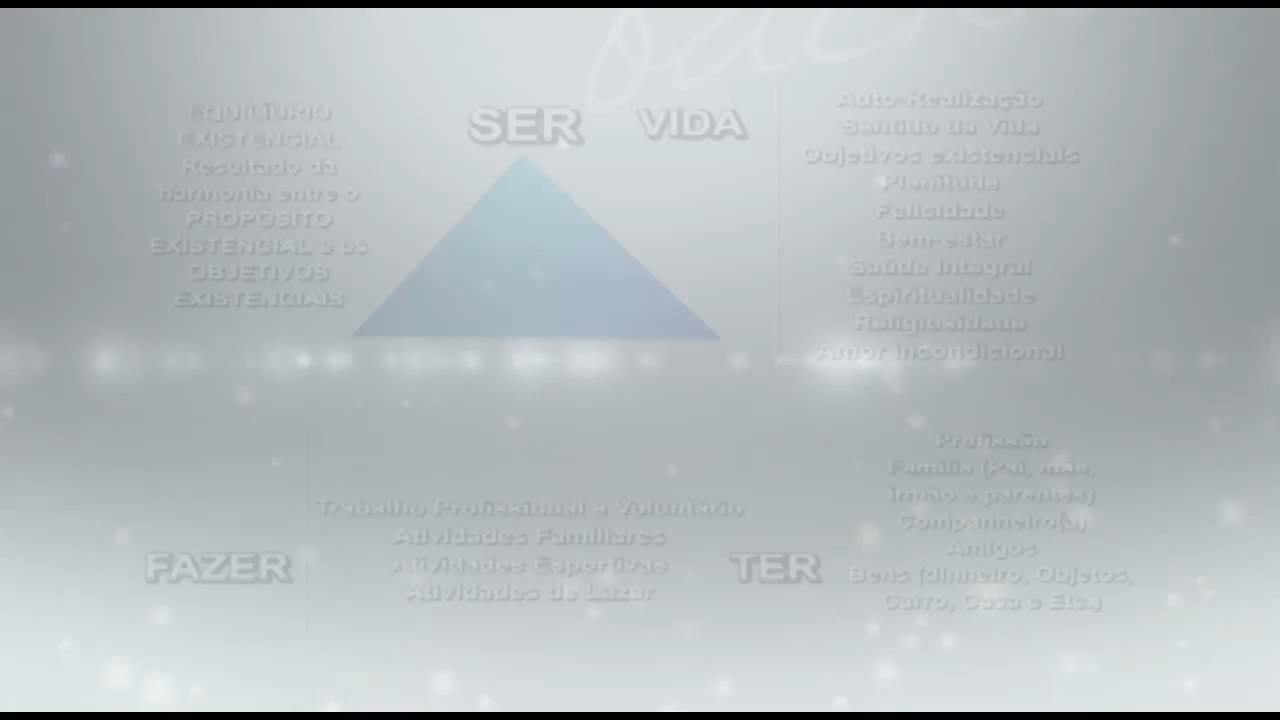 EQUILÍBRIO
EXISTENCIAL
Resultado da
harmonia entre o
PROPÓSITO
EXISTENCIAL e os
OBJETIVOS
EXISTENCIAIS
SER
VIDA
Auto-Realização
Sentido da Vida
Objetivos existenciais
Plenitude
Felicidade
Bem-estar
Saúde Integral
Espiritualidade
Religiosidade
Amor incondicional
FAZER
Trabalho Profissional e Voluntário
Atividades Familiares
Atividades Esportivas
Atividades de Lazer
TER
Profissão
Família (Pai, mãe,
irmão e parentes)
Companheiro(a)
Amigos
Bens (dinheiro, Objetos,
Carro, Casa e Etc.)